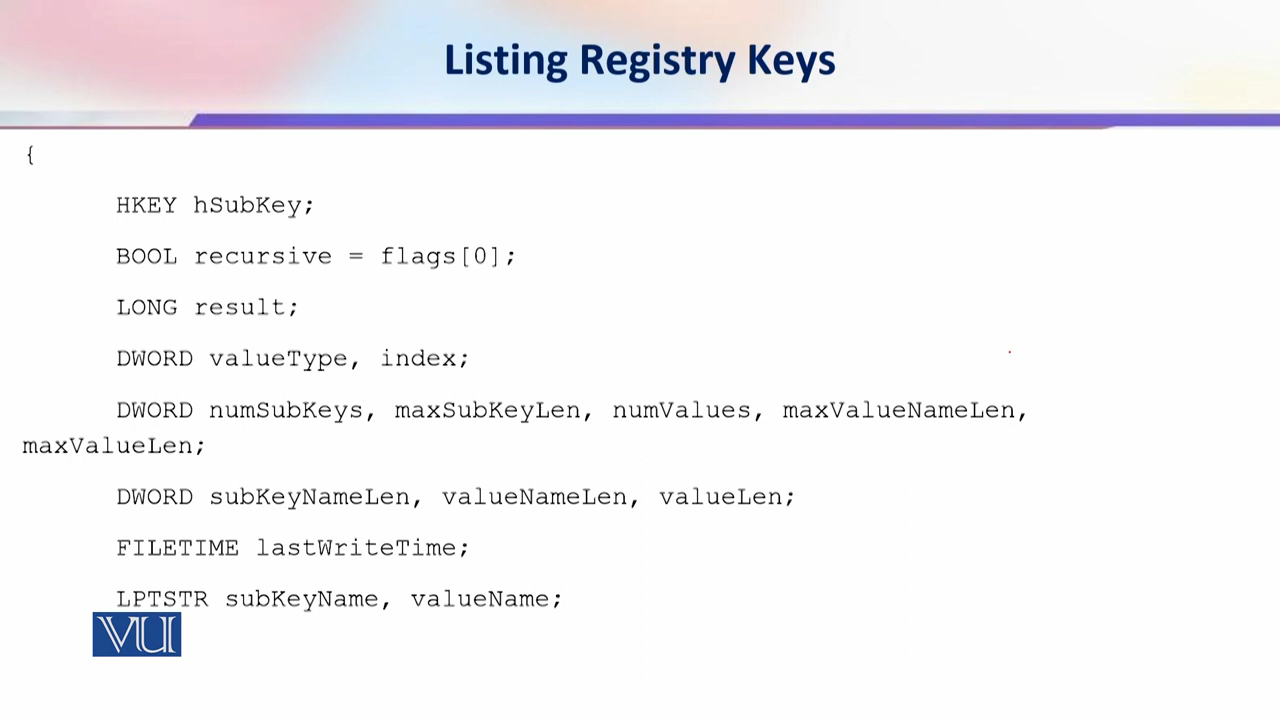 Listing Registry Keys
{
HKEY hSubKey;
BOOL recursive = flags[0];
LONG result;
DWORD valueType, index;
DWORD numSubKeys, maxSubKeyLen, numValues, maxValueNameLen,
maxValueLen;
DWORD subKeyNameLen, valueNameLen, valueLen;
FILETIME lastWriteTime;
LPTSTR subKeyName, valueName;
VU